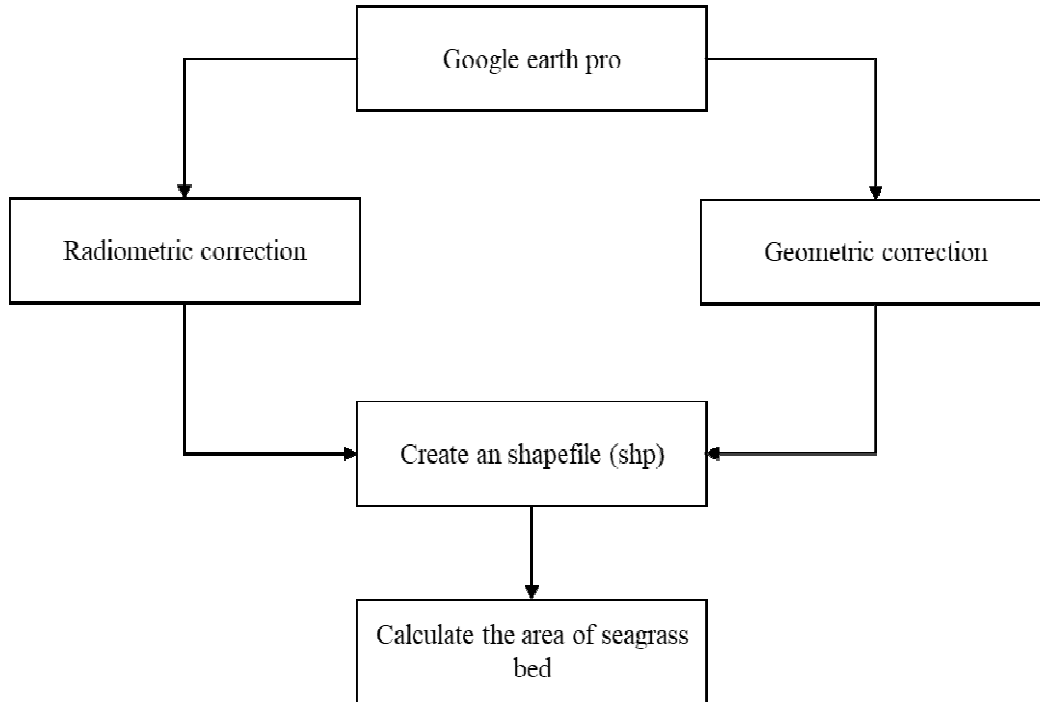 Google earth pro
Radiometric correction
Geometric correction
Create an shapefile (shp)
Calculate the area of seagrass
bed